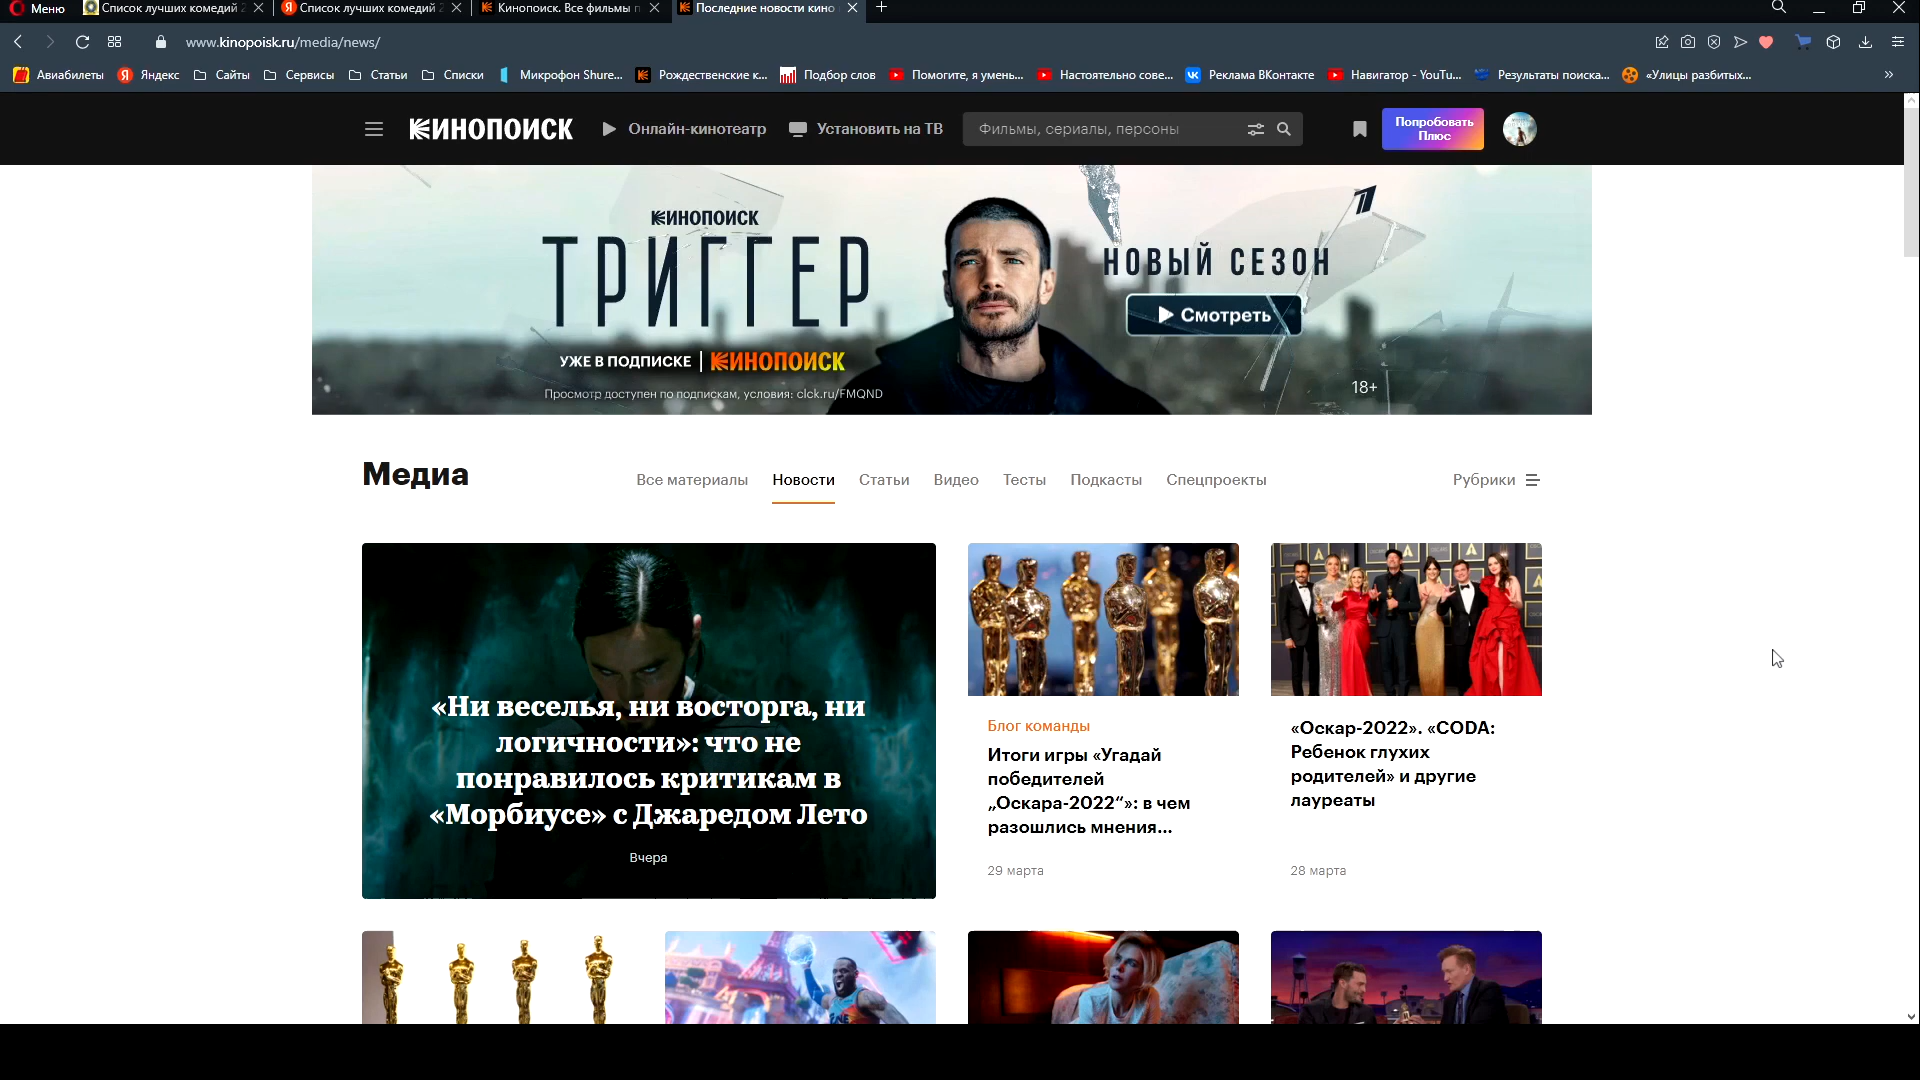 Меню
Список лучших комедий 2
Список лучших комедий 2
Кинопоиск. Все фильмы п
Последние новости кино
www.kinopoisk.ru/media/news/
Авиабилеты
Яндекс
Сайты
Сервисы
Статьи
Списки
Микрофон Shure...
Рождественские к...
Подбор слов
Помогите, я умень...
Настоятельно сове...
Реклама ВКонтакте
Навигатор - YouTu...
Результаты поиска...
«Улицы разбитых...
КИНОПОИСК
Онлайн-кинотеатр
Установить на ТВ
Фильмы, сериалы, персоны
Попробовать
Плюс
КИНОПОИСК
ТРИГГЕР
УЖЕ В ПОДПИСКЕ | КИНОПОИСК
Просмотр доступен по подпискам, условия: clck.ru/FMQND
1
НОВЫЙ СЕЗОН
Смотреть
18+
Медиа
Все материалы
Новости
Статьи
Видео
Тесты
Подкасты
Спецпроекты
Рубрики
«Ни веселья, ни восторга, ни
логичности»: что не
понравилось критикам в
«Морбиусе» с Джаредом Лето
Вчера
Блог команды
Итоги игры «Угадай
победителей
„Оскара-2022“»: в чем
разошлись мнения...
29 марта
«Оскар-2022». «CODA:
Ребенок глухих
родителей» и другие
лауреаты
28 марта